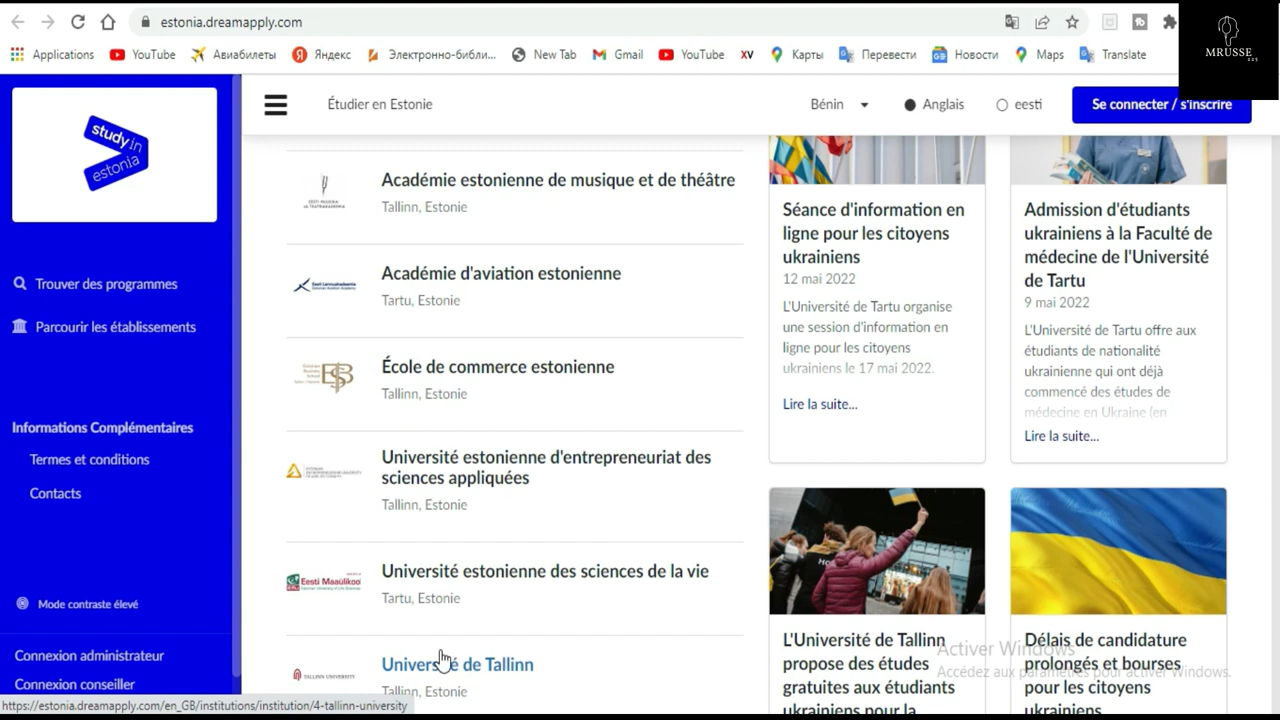 estonia.dreamapply.com
Applications YouTube Авиабилеты Яндекс Электронно-библи... New Tab Gmail YouTube XV Карты Перевести Новости Maps Translate
MRUSSE
225
study in
estonia
Étudier en Estonie
Bénin
Anglais
eesti
Se connecter / s'inscrire
Trouver des programmes
Parcourir les établissements
Informations Complémentaires
Termes et conditions
Contacts
Mode contraste élevé
Connexion administrateur
Connexion conseiller
Académie estonienne de musique et de théâtre
Tallinn, Estonie
Académie d'aviation estonienne
Tartu, Estonie
EBS
École de commerce estonienne
Tallinn, Estonie
Université estonienne d'entrepreneuriat des
sciences appliquées
Tallinn, Estonie
Eesti Maaülikool
Université estonienne des sciences de la vie
Tartu, Estonie
TALLINN UNIVERSITY
Université de Tallinn
Tallinn, Estonie
Séance d'information en
ligne pour les citoyens
ukrainiens
12 mai 2022
L'Université de Tartu organise
une session d'information en
ligne pour les citoyens
ukrainiens le 17 mai 2022.
Lire la suite...
Admission d'étudiants
ukrainiens à la Faculté de
médecine de l'Université
de Tartu
9 mai 2022
L'Université de Tartu offre aux
étudiants de nationalité
ukrainienne qui ont déjà
commencé des études de
médecine en Ukraine (en
Lire la suite...
L'Université de Tallinn
propose des études
gratuites aux étudiants
ukrainiens pour la
Délais de candidature
prolongés et bourses
pour les citoyens
ukrainiens
Activer Windows
Accédez aux paramètres pour activer Windows.
https://estonia.dreamapply.com/en_GB/institutions/institution/4-tallinn-university